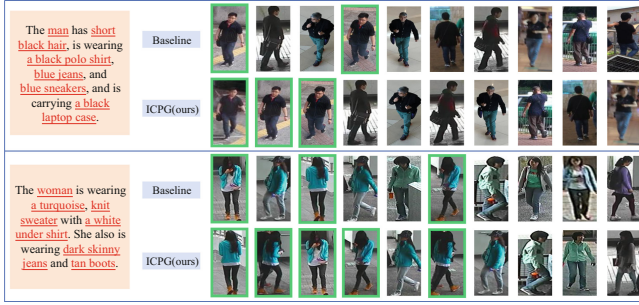 The man has short
black hair, is wearing
a black polo shirt,
blue jeans, and
blue sneakers, and is
carrying a black
laptop case.
Baseline
ICPG(ours)
The woman is wearing
a turquoise, knit
sweater with a white
under shirt. She also is
wearing dark skinny
jeans and tan boots.
Baseline
ICPG(ours)